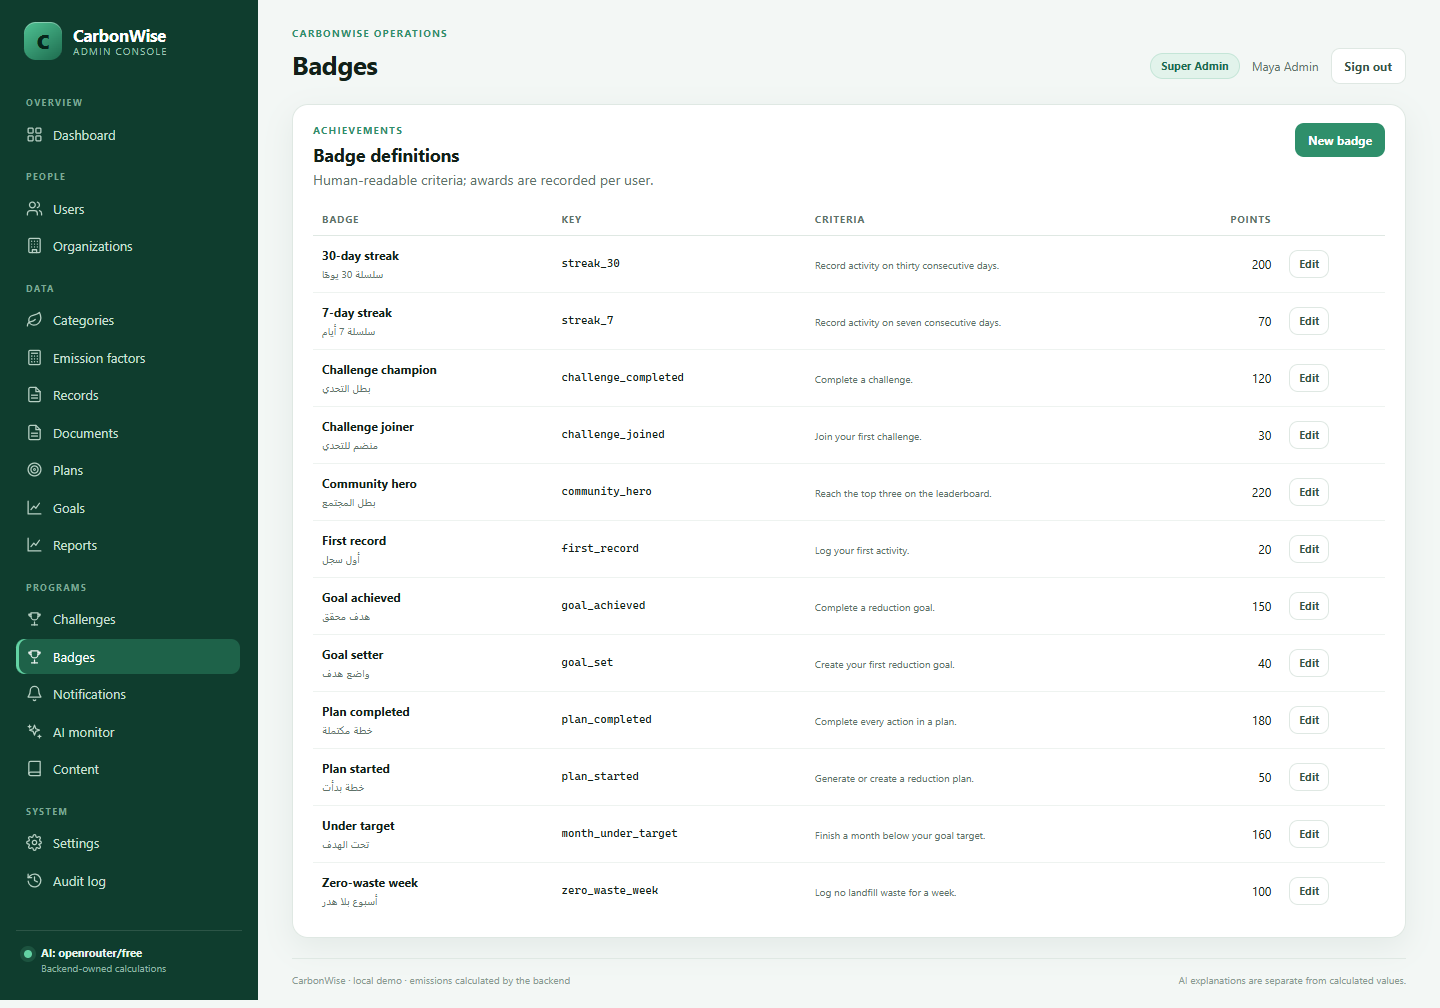 C
CarbonWise
ADMIN CONSOLE
OVERVIEW
Dashboard
PEOPLE
Users
Organizations
DATA
Categories
Emission factors
Records
Documents
Plans
Goals
Reports
PROGRAMS
Challenges
Badges
Notifications
AI monitor
Content
SYSTEM
Settings
Audit log
AI: openrouter/free
Backend-owned calculations
CARBONWISE OPERATIONS
Badges
Super Admin Maya Admin Sign out
ACHIEVEMENTS
Badge definitions
Human-readable criteria; awards are recorded per user.
New badge
BADGE KEY CRITERIA POINTS
30-day streak streak_30 Record activity on thirty consecutive days. 200 Edit
سلسلة 30 يومًا
7-day streak streak_7 Record activity on seven consecutive days. 70 Edit
سلسلة 7 أيام
Challenge champion challenge_completed Complete a challenge. 120 Edit
بطل التحدي
Challenge joiner challenge_joined Join your first challenge. 30 Edit
منضم للتحدي
Community hero community_hero Reach the top three on the leaderboard. 220 Edit
بطل المجتمع
First record first_record Log your first activity. 20 Edit
أول سجل
Goal achieved goal_achieved Complete a reduction goal. 150 Edit
هدف محقق
Goal setter goal_set Create your first reduction goal. 40 Edit
واضع هدف
Plan completed plan_completed Complete every action in a plan. 180 Edit
خطة مكتملة
Plan started plan_started Generate or create a reduction plan. 50 Edit
خطة بدأت
Under target month_under_target Finish a month below your goal target. 160 Edit
تحت الهدف
Zero-waste week zero_waste_week Log no landfill waste for a week. 100 Edit
أسبوع بلا هدر
CarbonWise · local demo · emissions calculated by the backend
AI explanations are separate from calculated values.